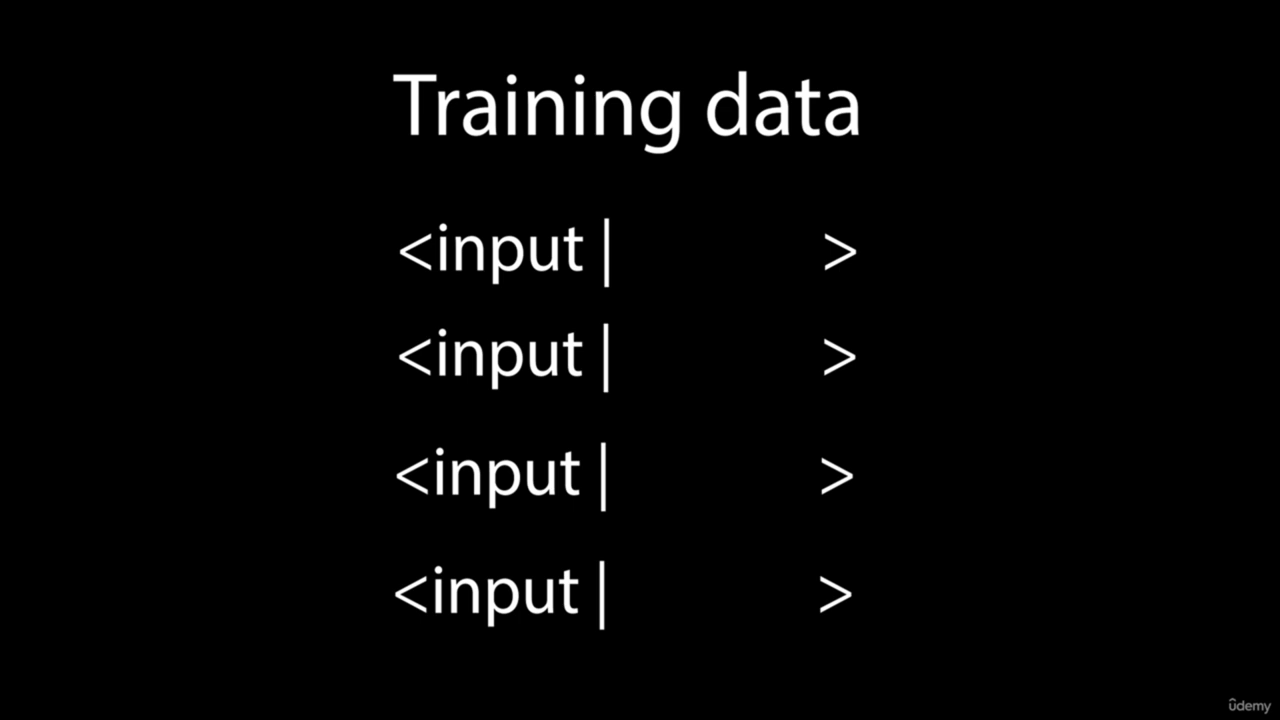 Training data
<input | >
<input | >
<input | >
<input | >
ûdemy